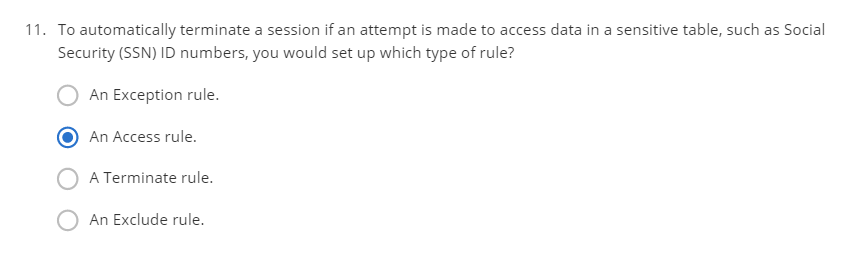 11. To automatically terminate a session if an attempt is made to access data in a sensitive table, such as Social
Security (SSN) ID numbers, you would set up which type of rule?
An Exception rule.
An Access rule.
A Terminate rule.
An Exclude rule.